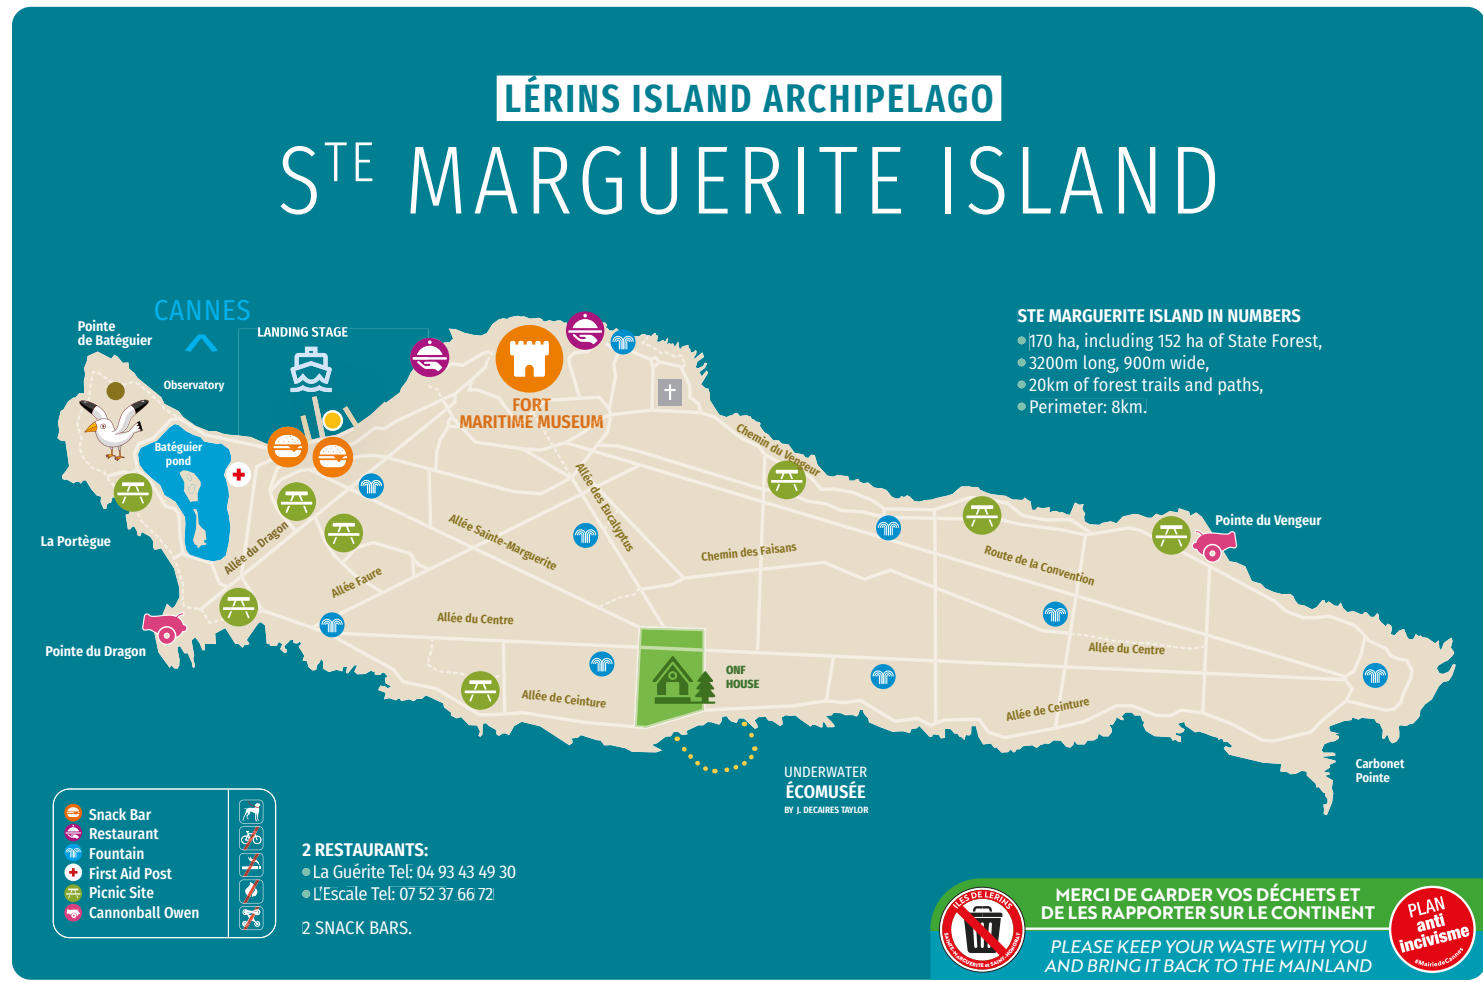 LÉRINS ISLAND ARCHIPELAGO
STE MARGUERITE ISLAND
CANNES
Pointe
de Batéguier
LANDING STAGE
Observatory
Batéguier
pond
FORT
MARITIME MUSEUM
STE MARGUERITE ISLAND IN NUMBERS
170 ha, including 152 ha of State Forest,
3200m long, 900m wide,
20km of forest trails and paths,
Perimeter: 8km.
Chemin du Vengeur
Allée des Eucalyptus
Allée Sainte-Marguerite
Chemin des Faisans
Route de la Convention
Pointe du Vengeur
La Portègue
Allée du Dragon
Allée Faure
Allée du Centre
Allée du Centre
Pointe du Dragon
ONF
HOUSE
Allée de Ceinture
Allée de Ceinture
Carbonet
Pointe
UNDERWATER
ÉCOMUSÉE
BY J. DECAIRES TAYLOR
Snack Bar
Restaurant
Fountain
First Aid Post
Picnic Site
Cannonball Owen
2 RESTAURANTS:
La Guérite Tel: 04 93 43 49 30
L'Escale Tel: 07 52 37 66 72
2 SNACK BARS.
ILES DE LERINS
SAINTE-MARGUERITE et SAINT-HONORAT
MERCI DE GARDER VOS DÉCHETS ET
DE LES RAPPORTER SUR LE CONTINENT
PLEASE KEEP YOUR WASTE WITH YOU
AND BRING IT BACK TO THE MAINLAND
PLAN
anti
incivisme
#MairiedeCannes